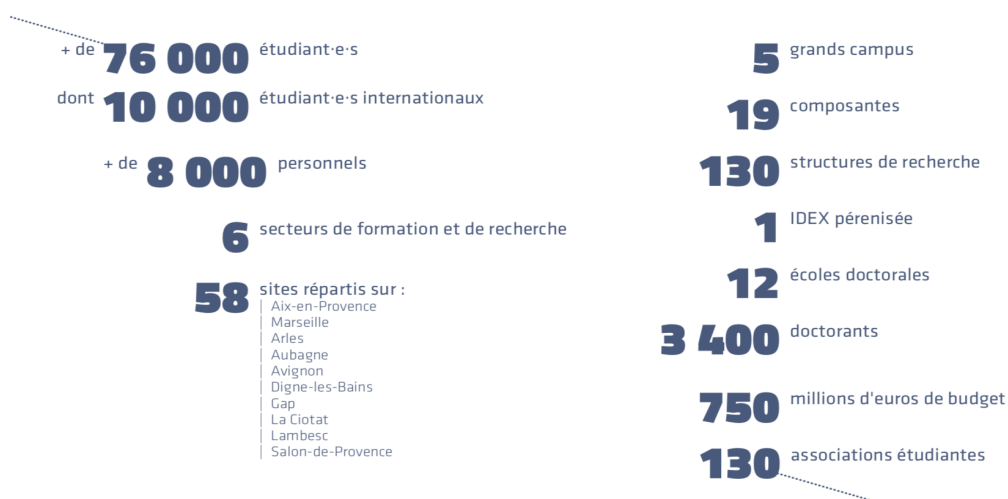 + de 76 000 étudiant·e·s
dont 10 000 étudiant·e·s internationaux
+ de 8 000 personnels
6 secteurs de formation et de recherche
58 sites répartis sur :
Aix-en-Provence
Marseille
Arles
Aubagne
Avignon
Digne-les-Bains
Gap
La Ciotat
Lambesc
Salon-de-Provence
5 grands campus
19 composantes
130 structures de recherche
1 IDEX pérenisée
12 écoles doctorales
3 400 doctorants
750 millions d'euros de budget
130 associations étudiantes